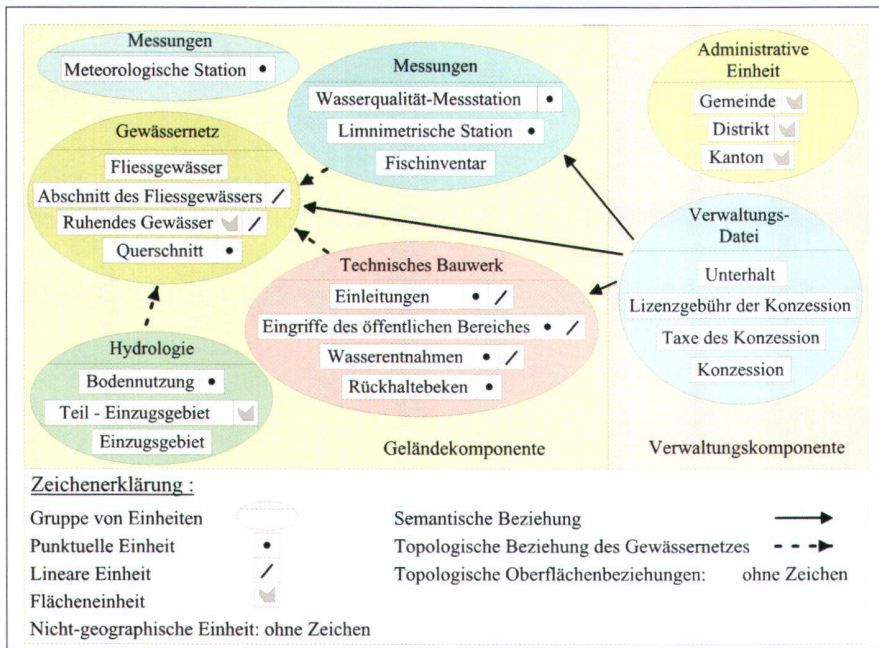 Messungen
Meteorologische Station
Messungen
Wasserqualität-Messstation
Limnimetrische Station
Fischinventar
Administrative
Einheit
Gemeinde
Distrikt
Kanton
Gewässernetz
Fliessgewässer
Abschnitt des Fliessgewässers
Ruhendes Gewässer
Querschnitt
Technisches Bauwerk
Einleitungen
Eingriffe des öffentlichen Bereiches
Wasserentnahmen
Rückhaltebeken
Verwaltungs-
Datei
Unterhalt
Lizenzgebühr der Konzession
Taxe des Konzession
Konzession
Hydrologie
Bodennutzung
Teil - Einzugsgebiet
Einzugsgebiet
Geländekomponente
Verwaltungskomponente
Zeichenerklärung :
Gruppe von Einheiten
Punktuelle Einheit
Lineare Einheit
Flächeneinheit
Nicht-geographische Einheit: ohne Zeichen
Semantische Beziehung
Topologische Beziehung des Gewässernetzes
Topologische Oberflächenbeziehungen: ohne Zeichen